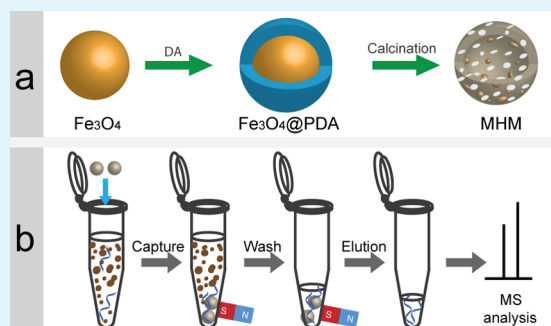 a
DA
Calcination
Fe₃O₄
Fe₃O₄@PDA
MHM
b
Capture
Wash
Elution
S N
S N
MS
analysis